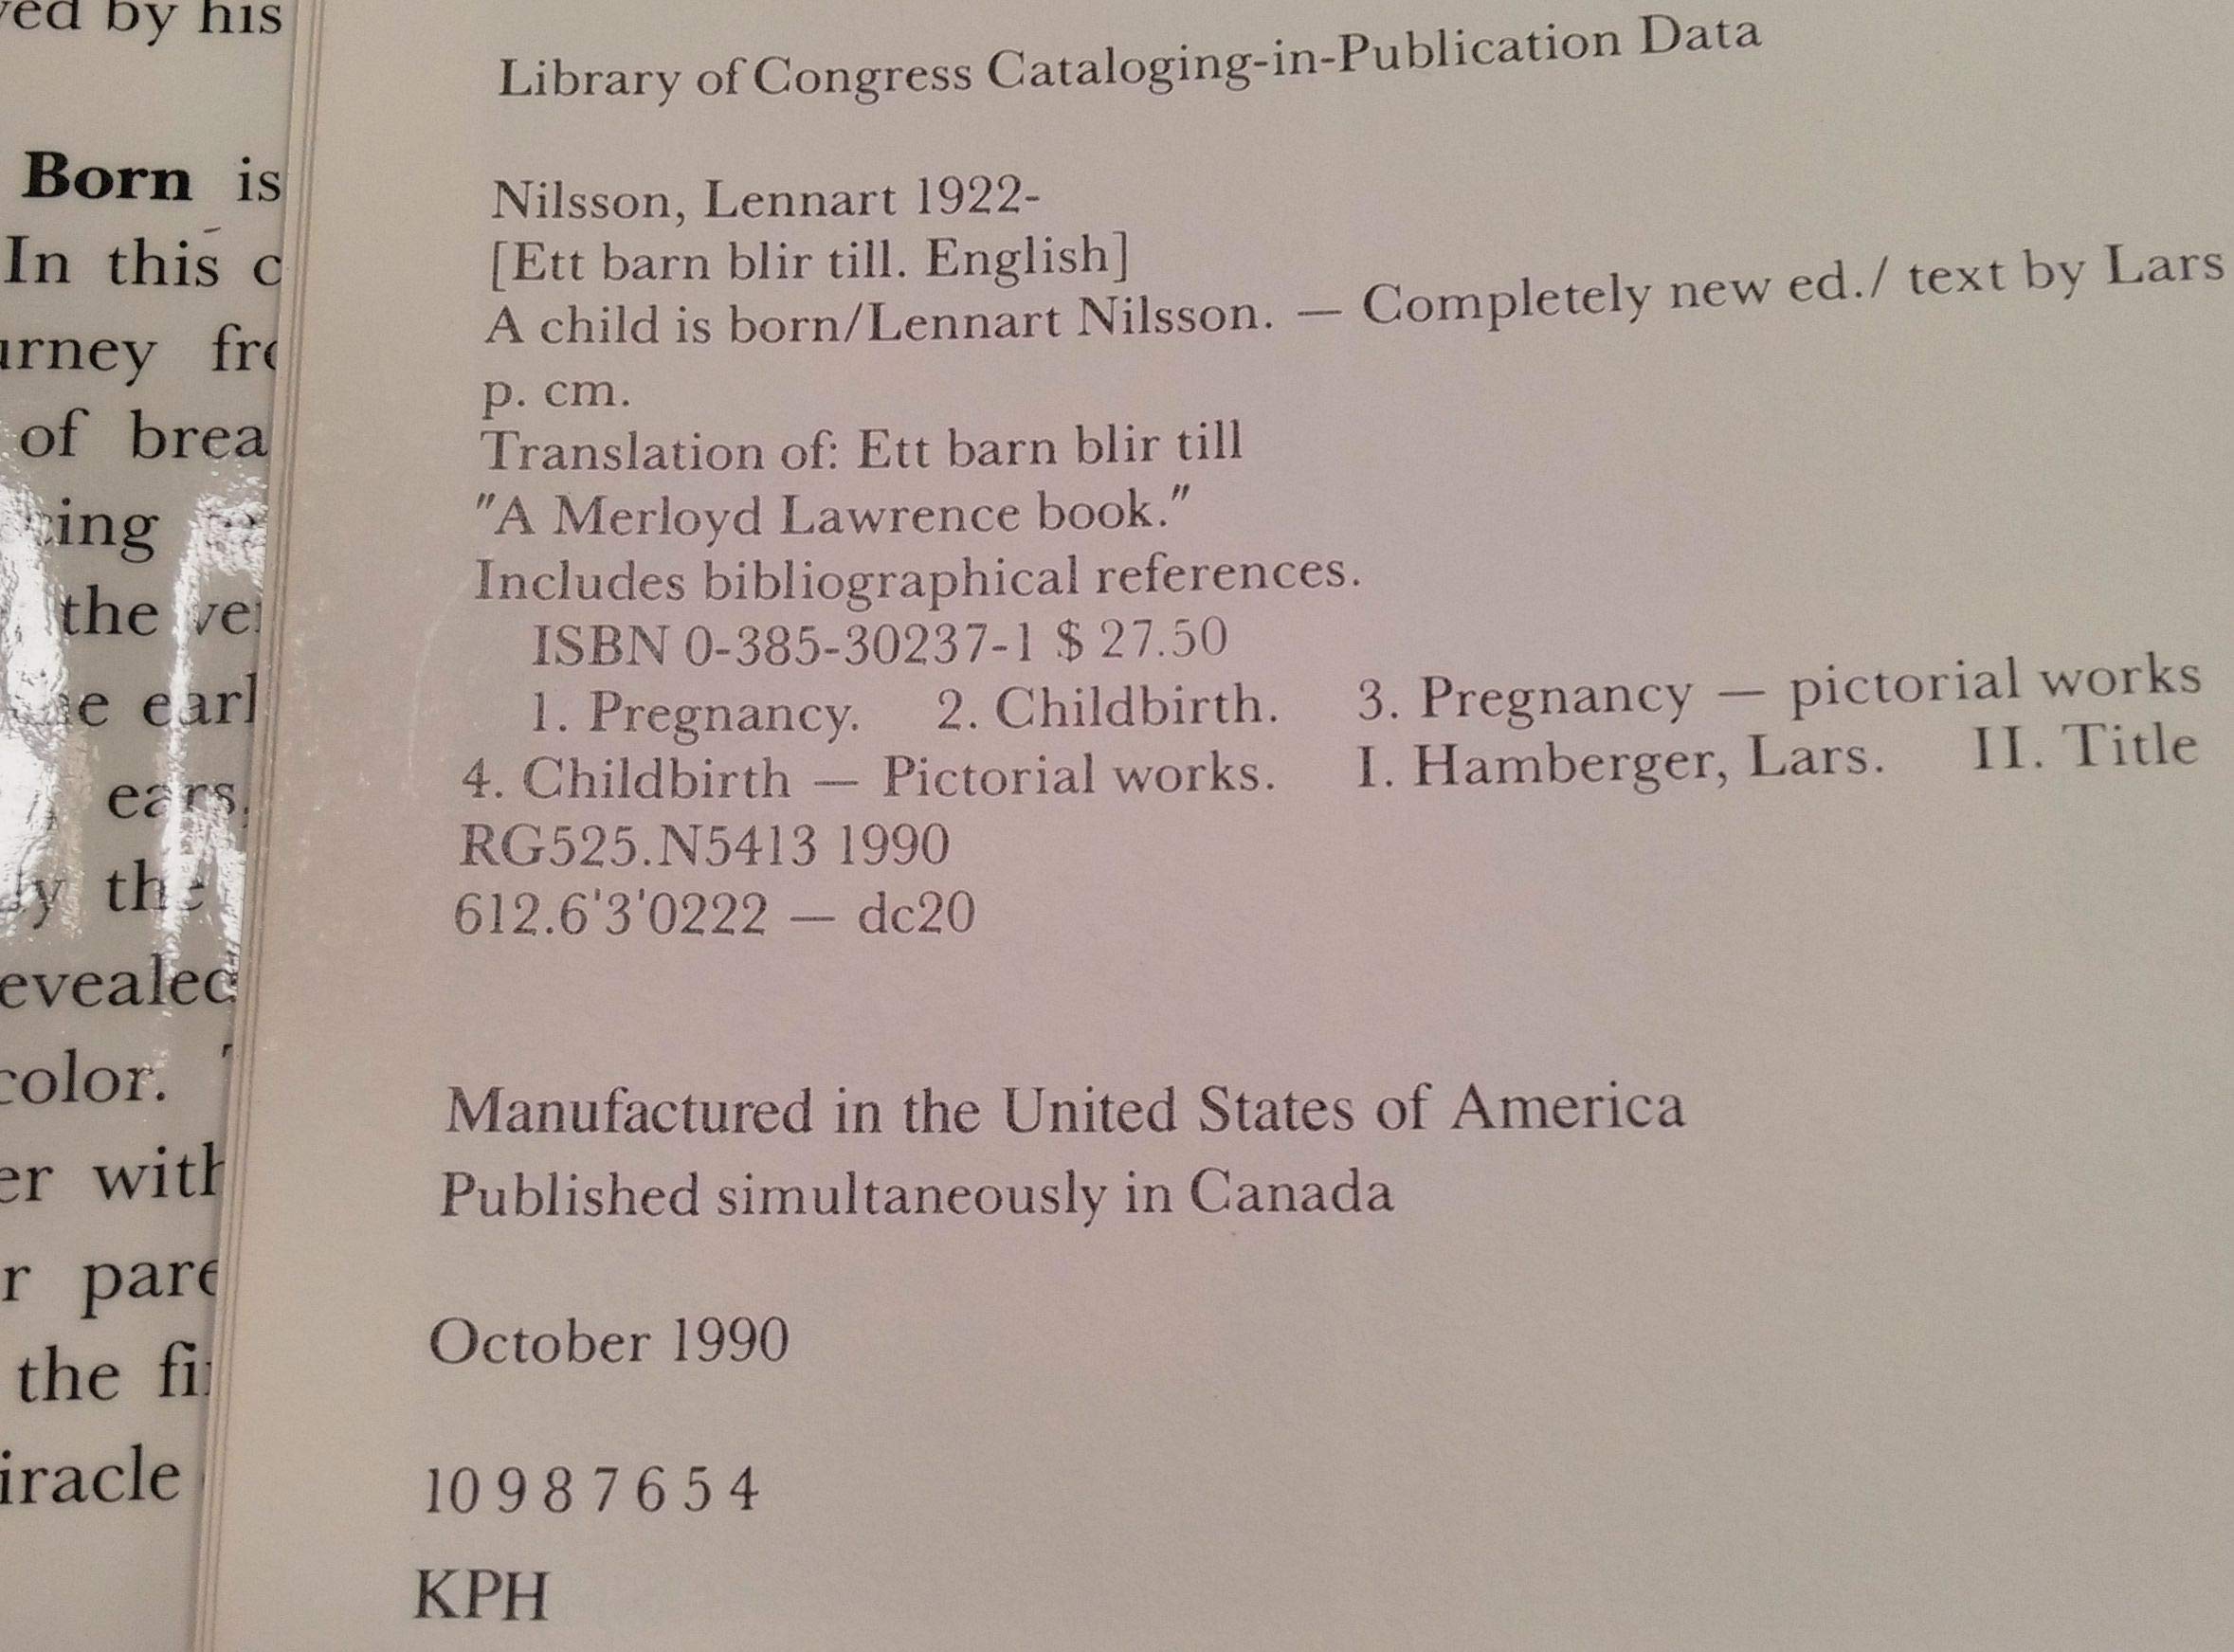 ved by his
Born is
In this
urney
of brea
cing
the
earl
ears,
the
evealed
color.
er with
r pare
the
iracle
Library of Congress Cataloging-in-Publication Data
Nilsson, Lennart 1922-
[Ett barn blir till. English]
A child is born/Lennart Nilsson. — Completely new ed./ text by Lars
p. cm.
Translation of: Ett barn blir till
"A Merloyd Lawrence book."
Includes bibliographical references.
ISBN 0-385-30237-1 $ 27.50
1. Pregnancy. 2. Childbirth. 3. Pregnancy — pictorial works
4. Childbirth — Pictorial works. I. Hamberger, Lars. II. Title
RG525.N5413 1990
612.6'3'0222 — dc20
Manufactured in the United States of America
Published simultaneously in Canada
October 1990
10 9 8 7 6 5 4
KPH